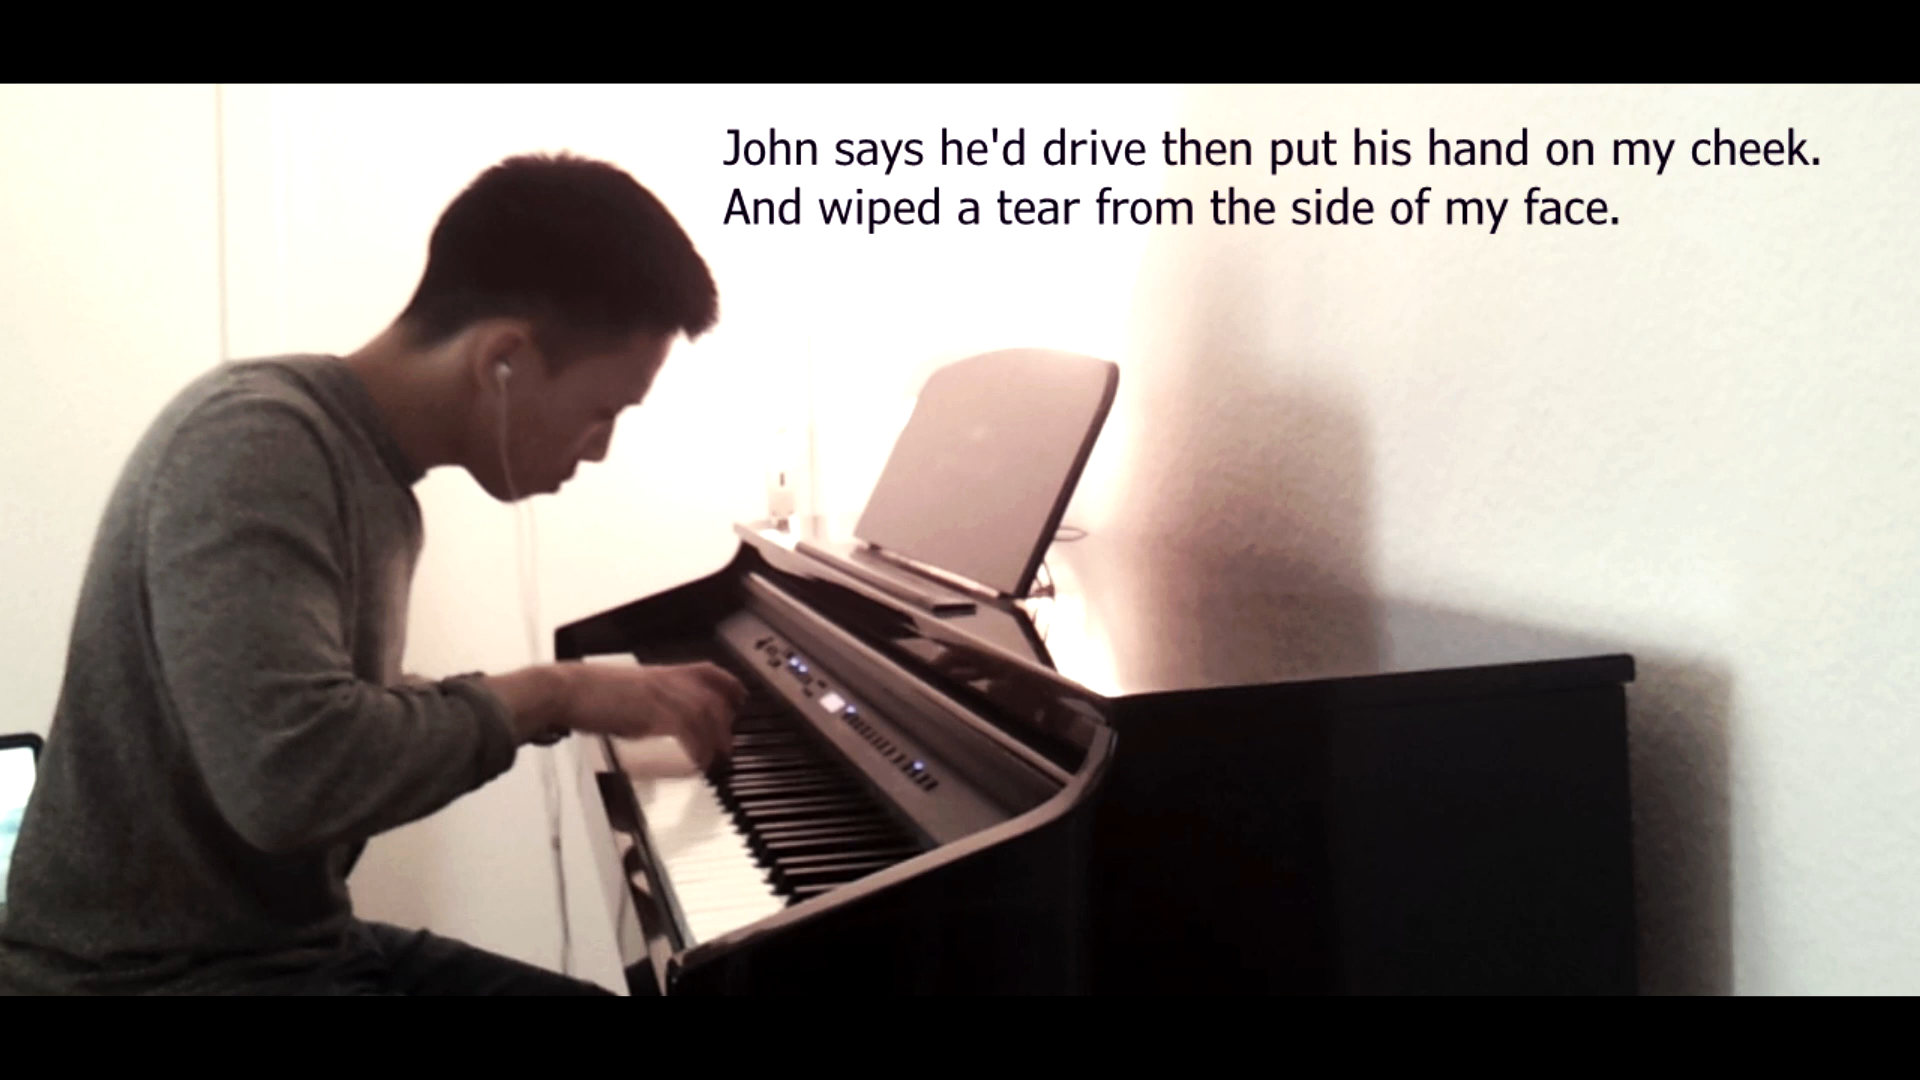 John says he'd drive then put his hand on my cheek.
And wiped a tear from the side of my face.